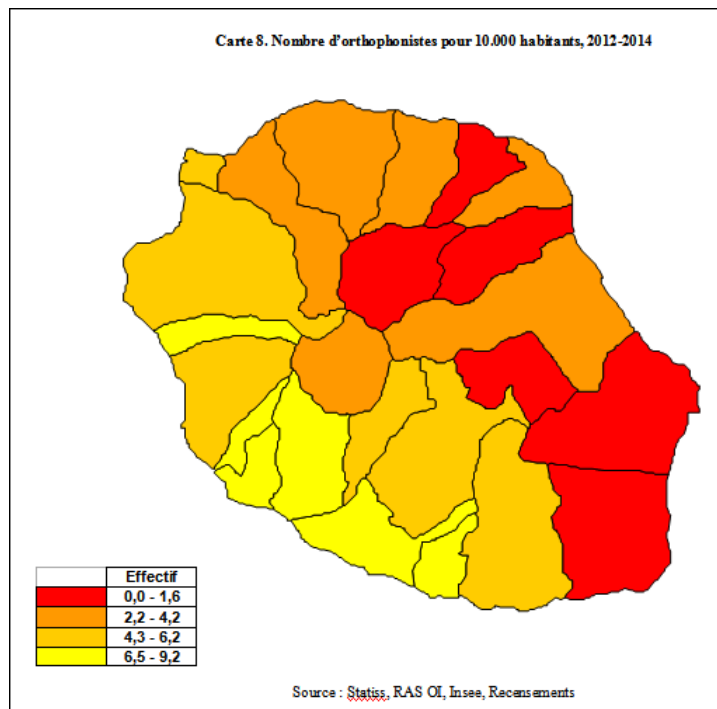 Carte 8. Nombre d'orthophonistes pour 10.000 habitants, 2012-2014
Effectif
0,0 - 1,6
2,2 - 4,2
4,3 - 6,2
6,5 - 9,2
Source : Statiss, RAS OI, Insee, Recensements